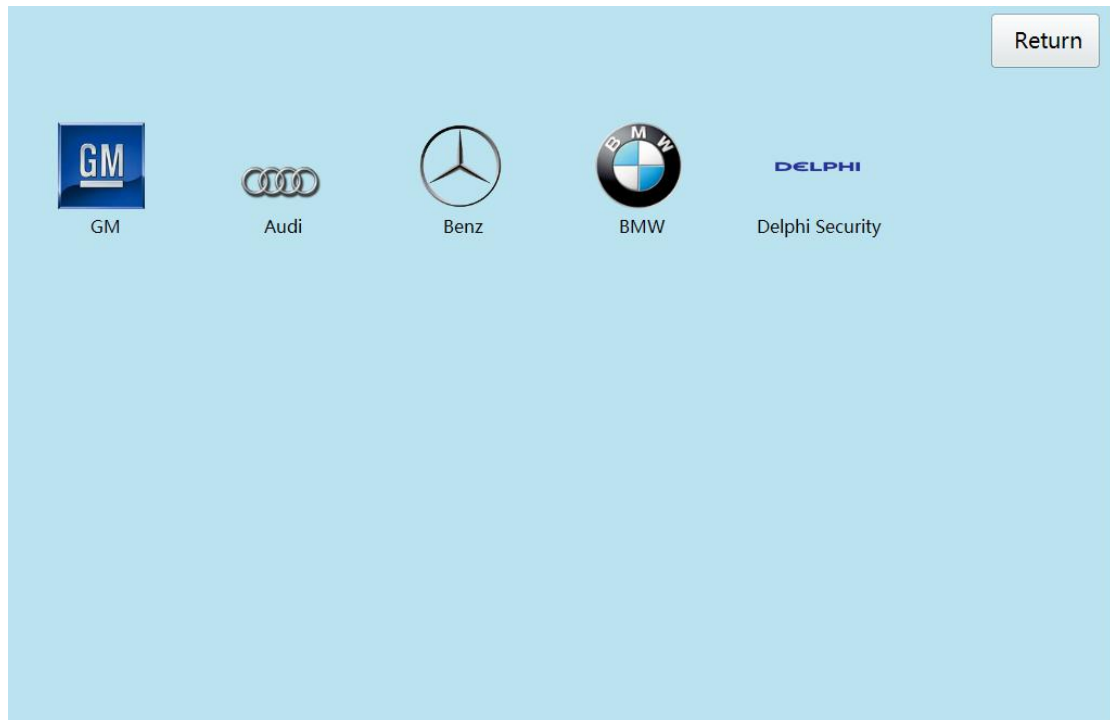 Return
GM
BMW
DELPHI
GM
Audi
Benz
BMW
Delphi Security